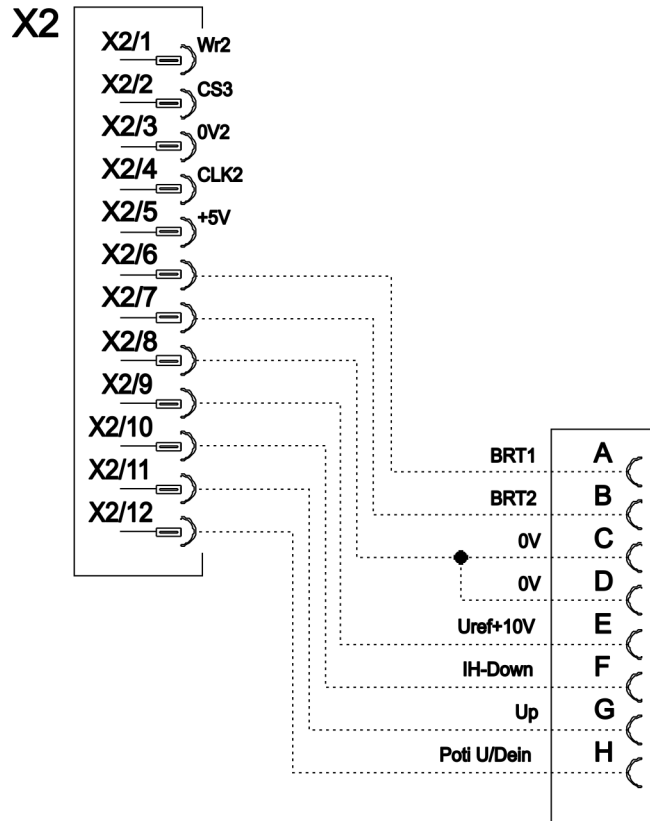 X2
X2/1 Wr2
X2/2 CS3
X2/3 0V2
X2/4 CLK2
X2/5 +5V
X2/6
X2/7
X2/8
X2/9
X2/10
X2/11
X2/12
BRT1 A
BRT2 B
0V C
0V D
Uref+10V E
IH-Down F
Up G
Poti U/Dein H